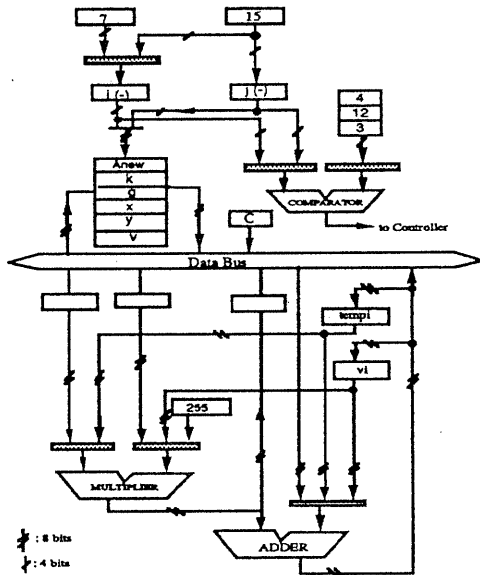 7
15
i (-)
j (-)
4
12
3
Anew
k
g
x
y
v
COMPARATOR
to Controller
C
Data Bus
tempi
vi
255
MULTIPLIER
ADDER
: 8 bits
: 4 bits